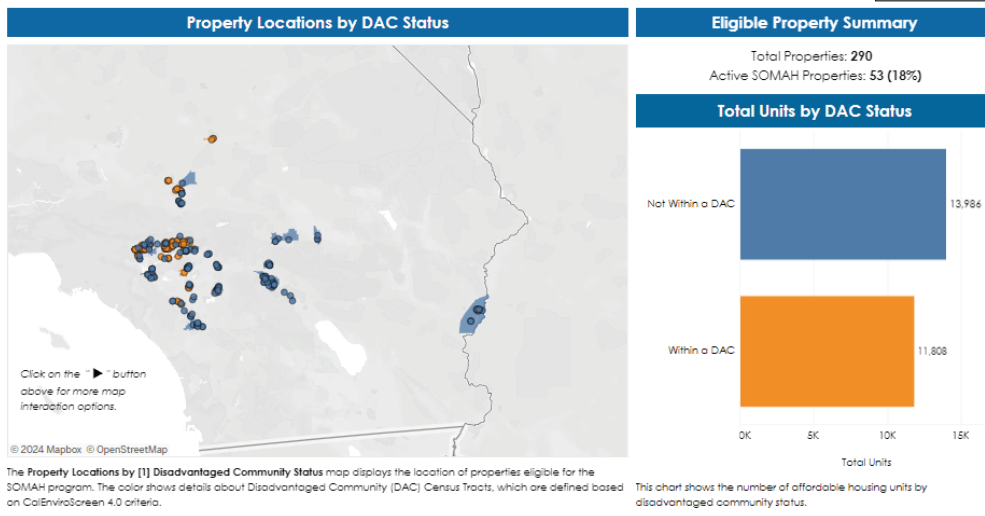 Property Locations by DAC Status
Click on the "▶" button
above for more map
interaction options.
© 2024 Mapbox © OpenStreetMap
The Property Locations by [1] Disadvantaged Community Status map displays the location of properties eligible for the
SOMAH program. The color shows details about Disadvantaged Community (DAC) Census Tracts, which are defined based
on CalEnviroScreen 4.0 criteria.
Eligible Property Summary
Total Properties: 290
Active SOMAH Properties: 53 (18%)
Total Units by DAC Status
Not Within a DAC
13,986
Within a DAC
11,808
0K 5K 10K 15K
Total Units
This chart shows the number of affordable housing units by
disadvantaged community status.